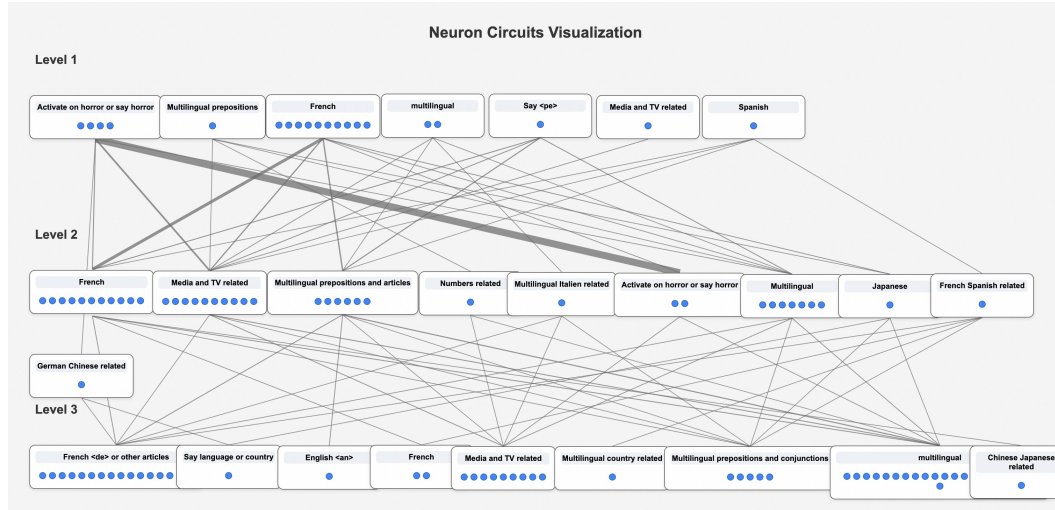 Neuron Circuits Visualization
Level 1
Activate on horror or say horror
Multilingual prepositions
French
multilingual
Say <pe>
Media and TV related
Spanish
Level 2
French
Media and TV related
Multilingual prepositions and articles
Numbers related
Multilingual Italien related
Activate on horror or say horror
Multilingual
Japanese
French Spanish related
German Chinese related
Level 3
French <de> or other articles
Say language or country
English <an>
French
Media and TV related
Multilingual country related
Multilingual prepositions and conjunctions
multilingual
Chinese Japanese
related